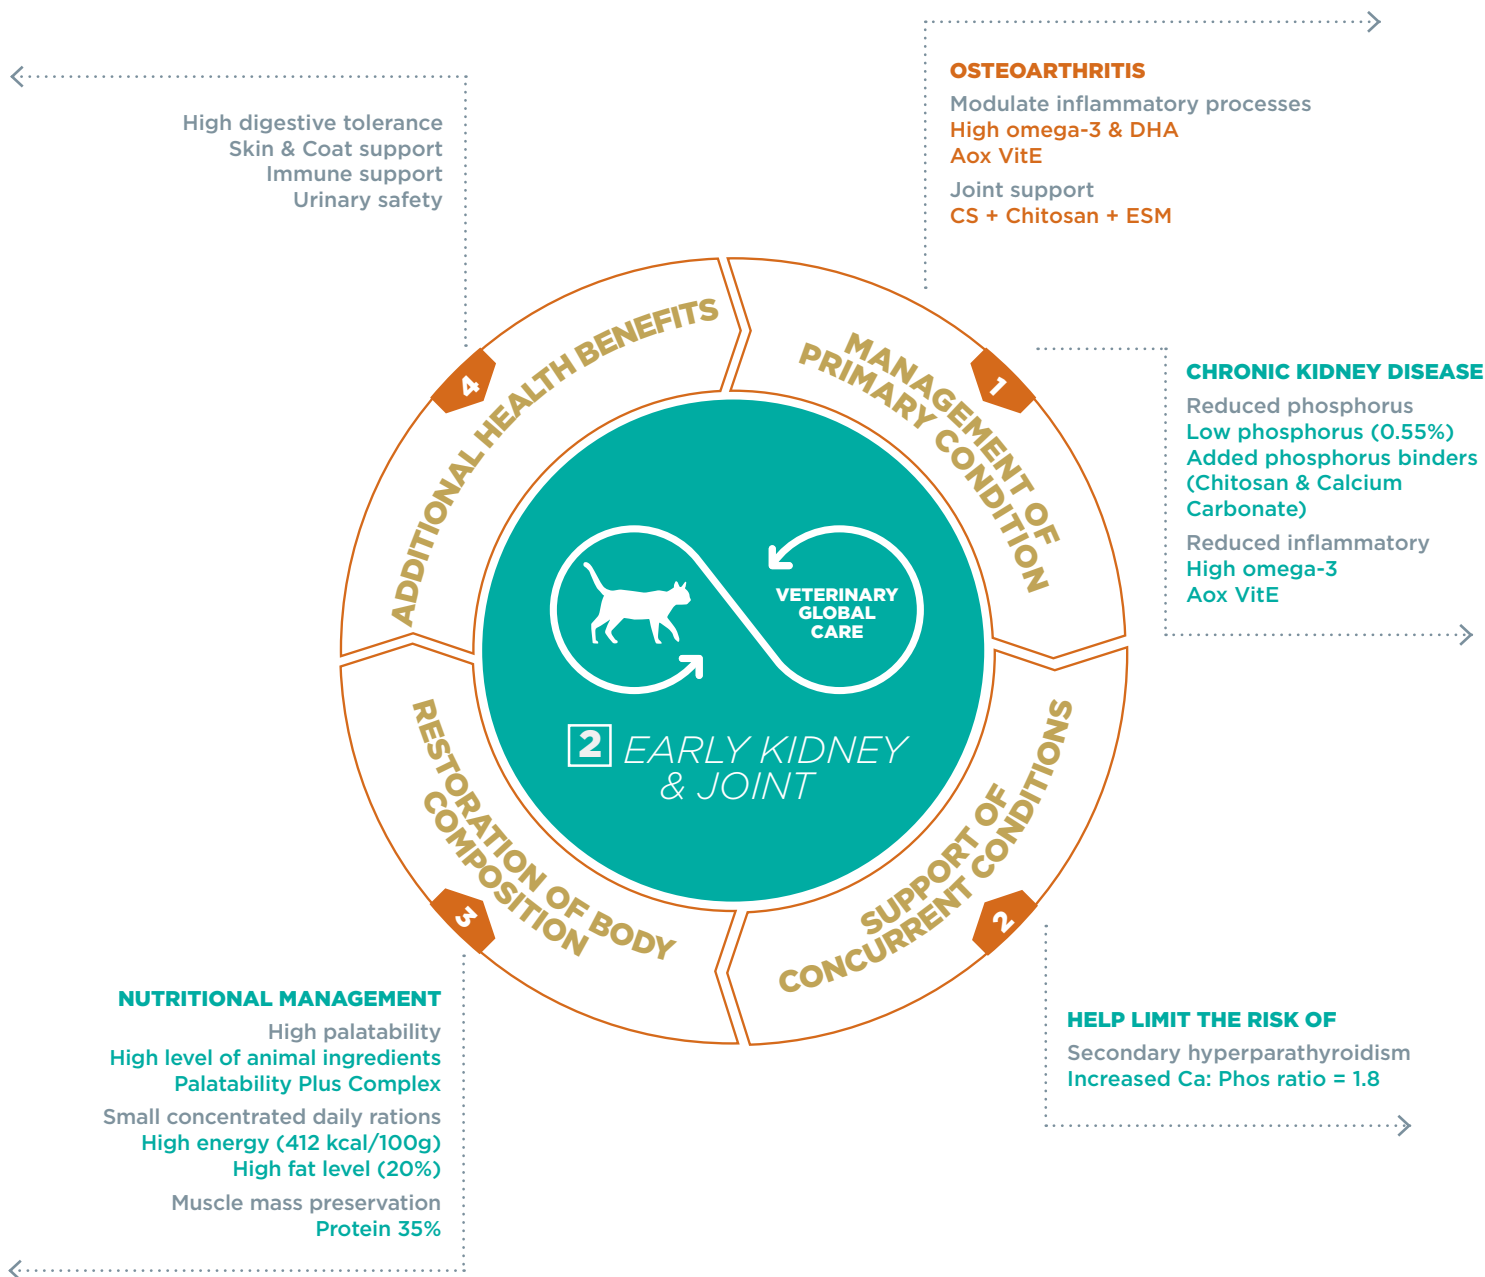 OSTEOARTHRITIS
Modulate inflammatory processes
High omega-3 & DHA
Aox VitE
Joint support
CS + Chitosan + ESM
High digestive tolerance
Skin & Coat support
Immune support
Urinary safety
ADDITIONAL HEALTH BENEFITS
4
MANAGEMENT OF
PRIMARY CONDITION
1
CHRONIC KIDNEY DISEASE
Reduced phosphorus
Low phosphorus (0.55%)
Added phosphorus binders
(Chitosan & Calcium
Carbonate)
Reduced inflammatory
High omega-3
Aox VitE
VETERINARY
GLOBAL
CARE
2 EARLY KIDNEY
& JOINT
RESTORATION OF BODY
COMPOSITION
3
SUPPORT OF
CONCURRENT CONDITIONS
2
NUTRITIONAL MANAGEMENT
High palatability
High level of animal ingredients
Palatability Plus Complex
Small concentrated daily rations
High energy (412 kcal/100g)
High fat level (20%)
Muscle mass preservation
Protein 35%
HELP LIMIT THE RISK OF
Secondary hyperparathyroidism
Increased Ca: Phos ratio = 1.8